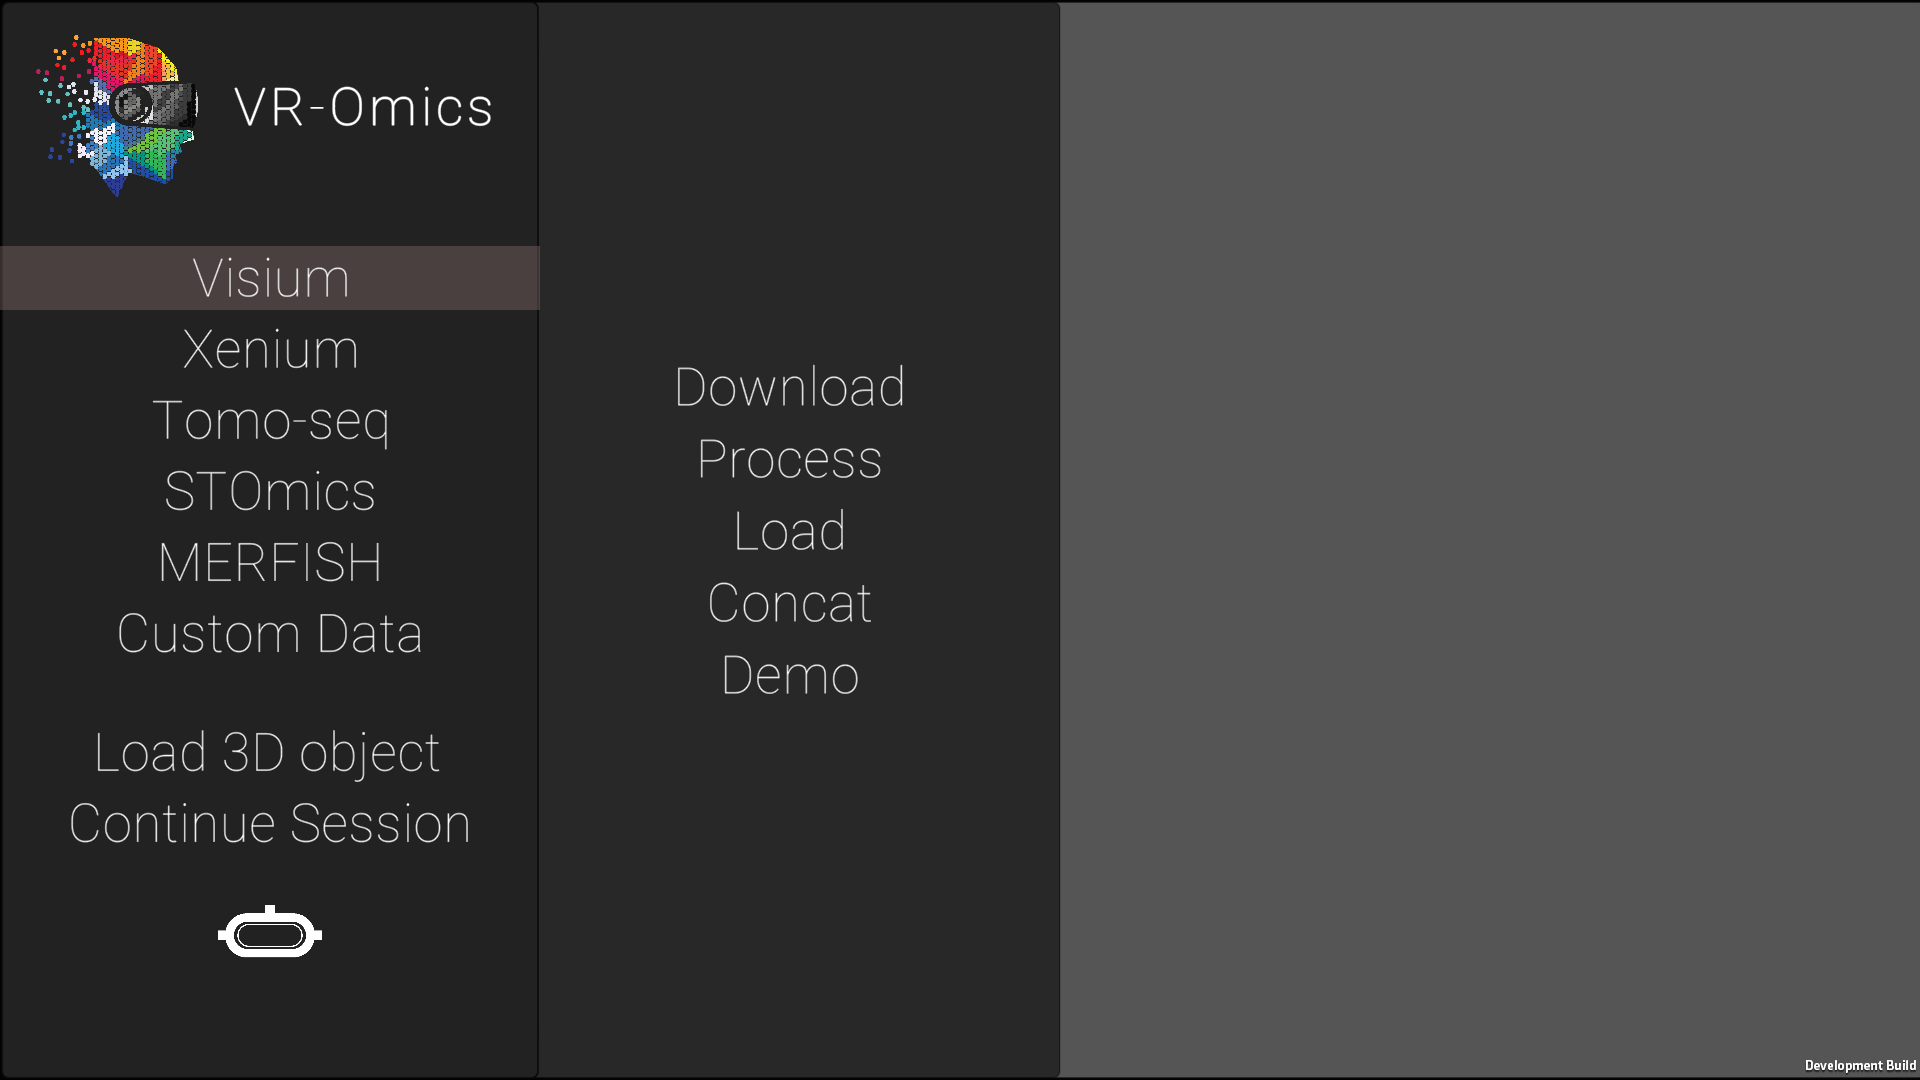 VR-Omics
Visium
Xenium
Tomo-seq
STOmics
MERFISH
Custom Data
Load 3D object
Continue Session
Download
Process
Load
Concat
Demo
Development Build